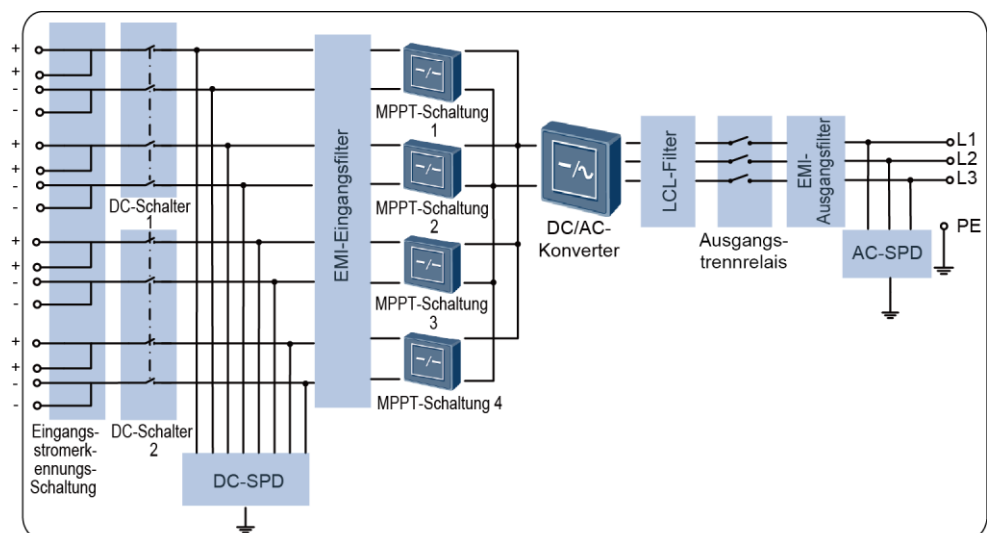 +
+
-
-
+
+
-
-
+
+
-
-
+
+
-
-
Eingangs-
stromerk-
ennungs-
Schaltung
DC-Schalter
1
DC-Schalter
2
DC-SPD
EMI-Eingangsfilter
MPPT-Schaltung
1
MPPT-Schaltung
2
MPPT-Schaltung
3
MPPT-Schaltung 4
DC/AC-
Konverter
LCL-Filter
Ausgangs-
trennrelais
EMI-
Ausgangsfilter
L1
L2
L3
PE
AC-SPD